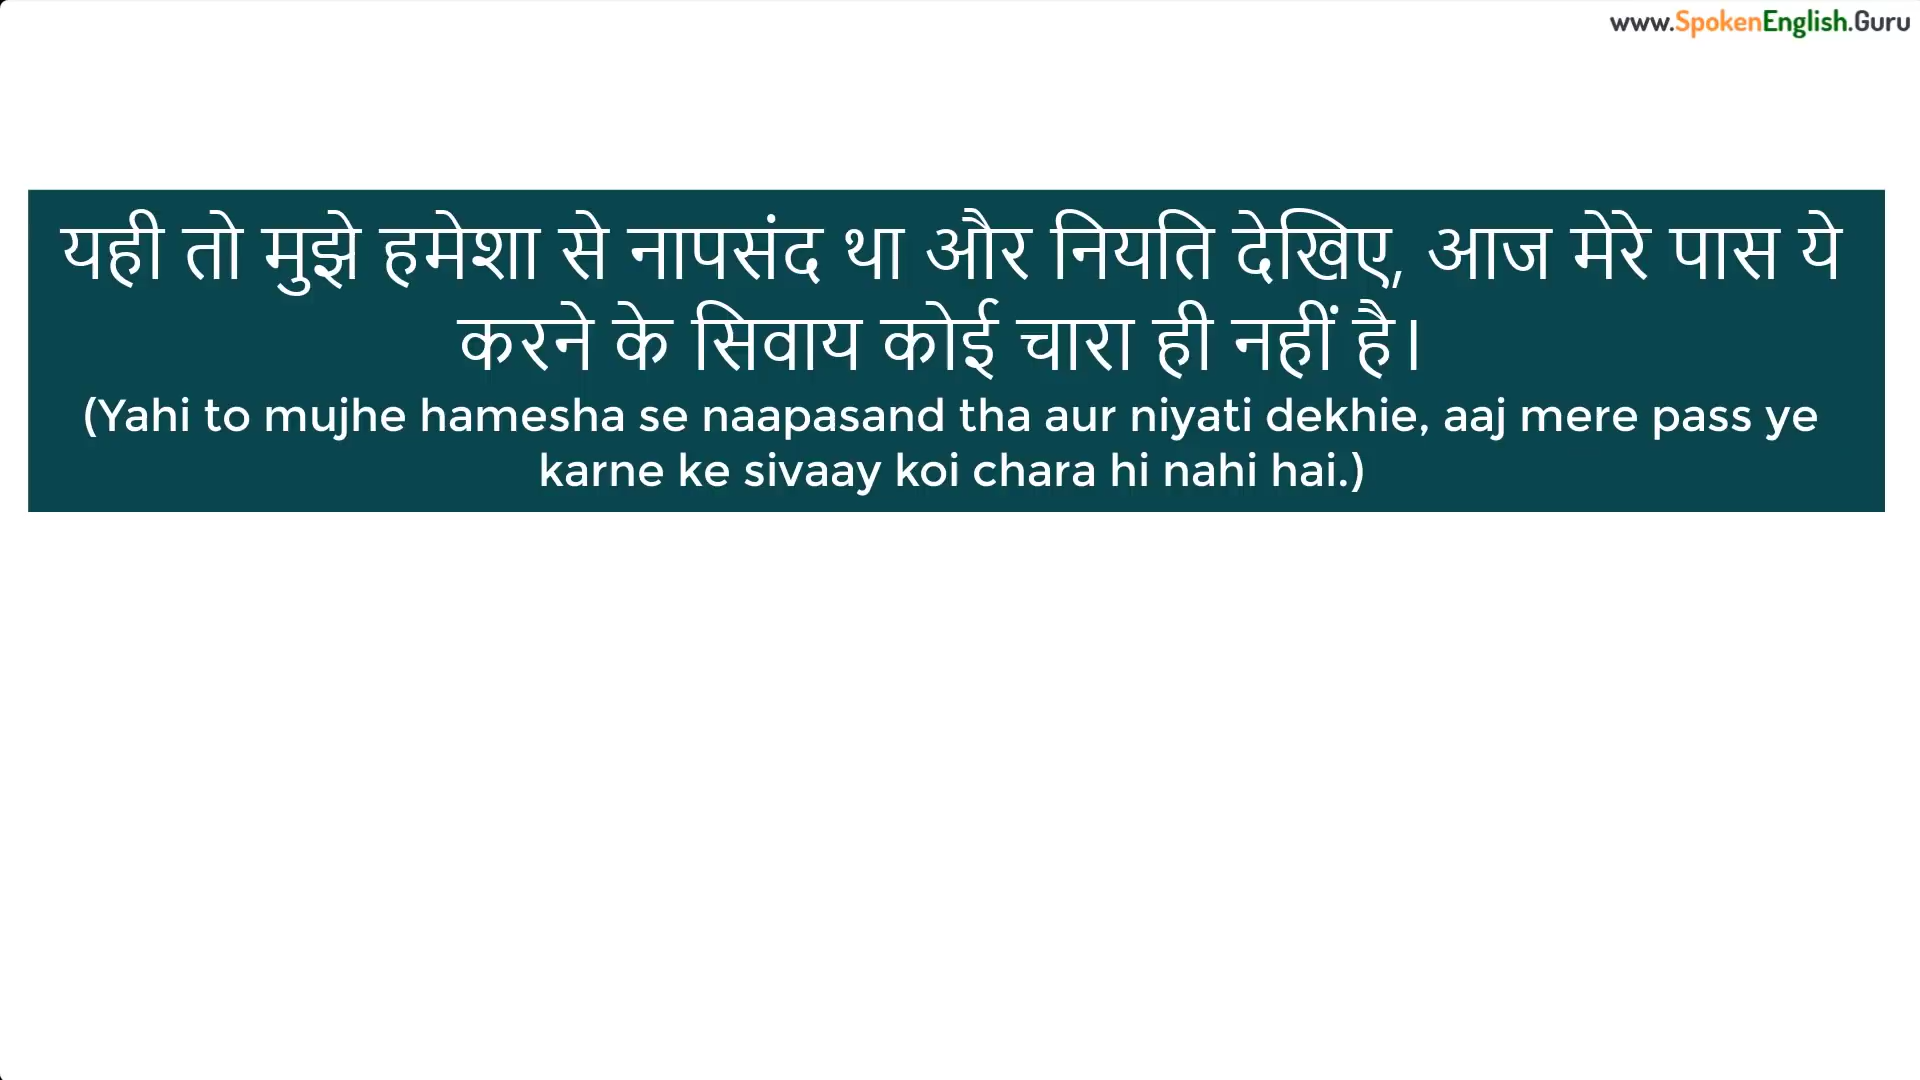 www.SpokenEnglish.Guru
यही तो मुझे हमेशा से नापसंद था और नियति देखिए, आज मेरे पास ये
करने के सिवाय कोई चारा ही नहीं है।
(Yahi to mujhe hamesha se naapasand tha aur niyati dekhie, aaj mere pass ye
karne ke sivaay koi chara hi nahi hai.)